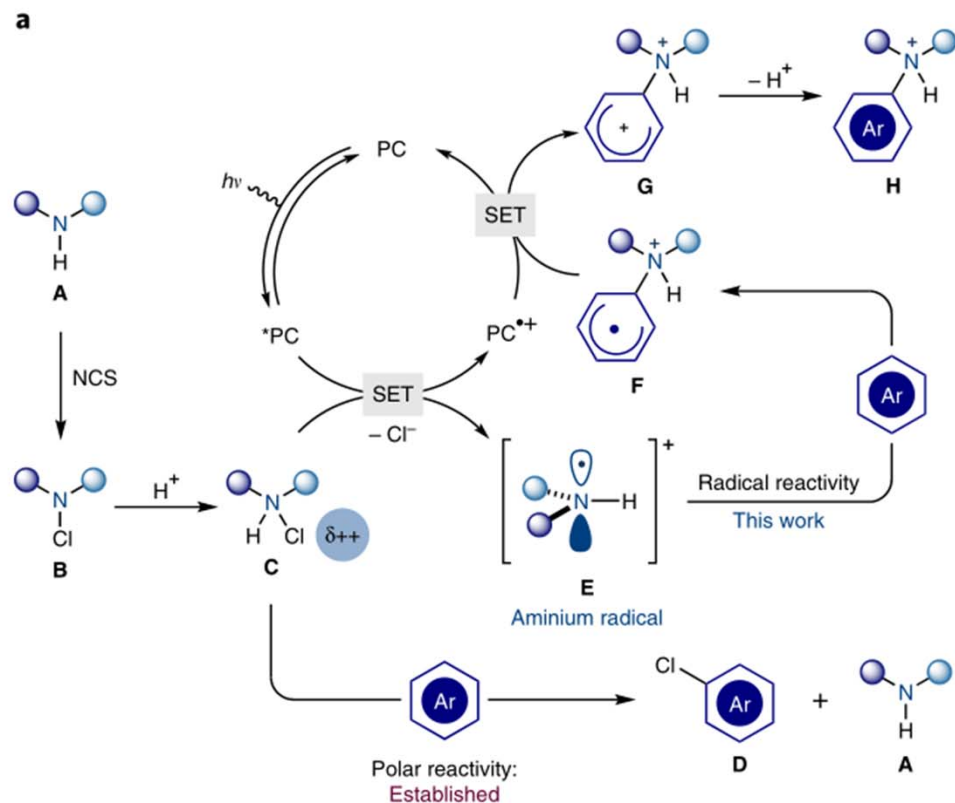 a
N
+
H
G
– H⁺
N
+
H
Ar
H
PC
hν
SET
N
H
A
N
+
H
F
*PC
PC•+
NCS
SET
– Cl⁻
Ar
N
Cl
B
H⁺
N
H
Cl
δ++
C
N
H
+
E
Aminium radical
Radical reactivity
This work
Ar
Polar reactivity:
Established
Cl
Ar
D
+
N
H
A